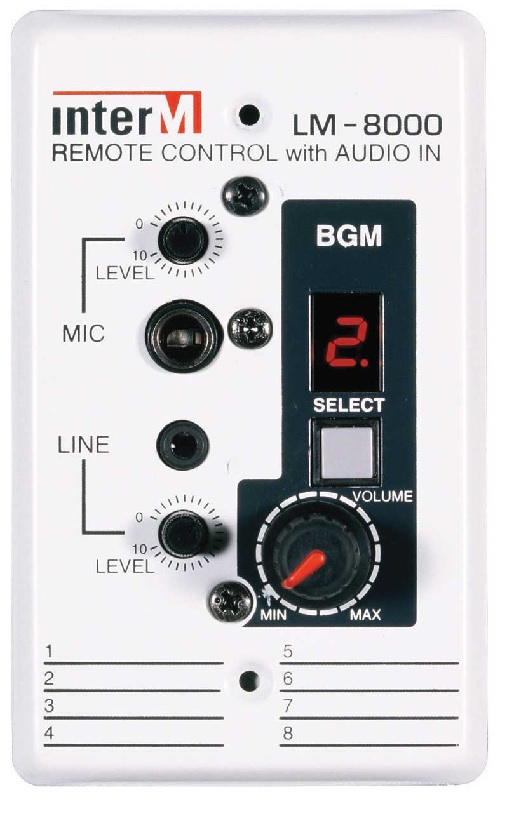 interM LM-8000
REMOTE CONTROL with AUDIO IN
BGM
0
10
LEVEL
MIC
2.
SELECT
LINE
0
10
LEVEL
VOLUME
MIN MAX
1 5
2 6
3 7
4 8